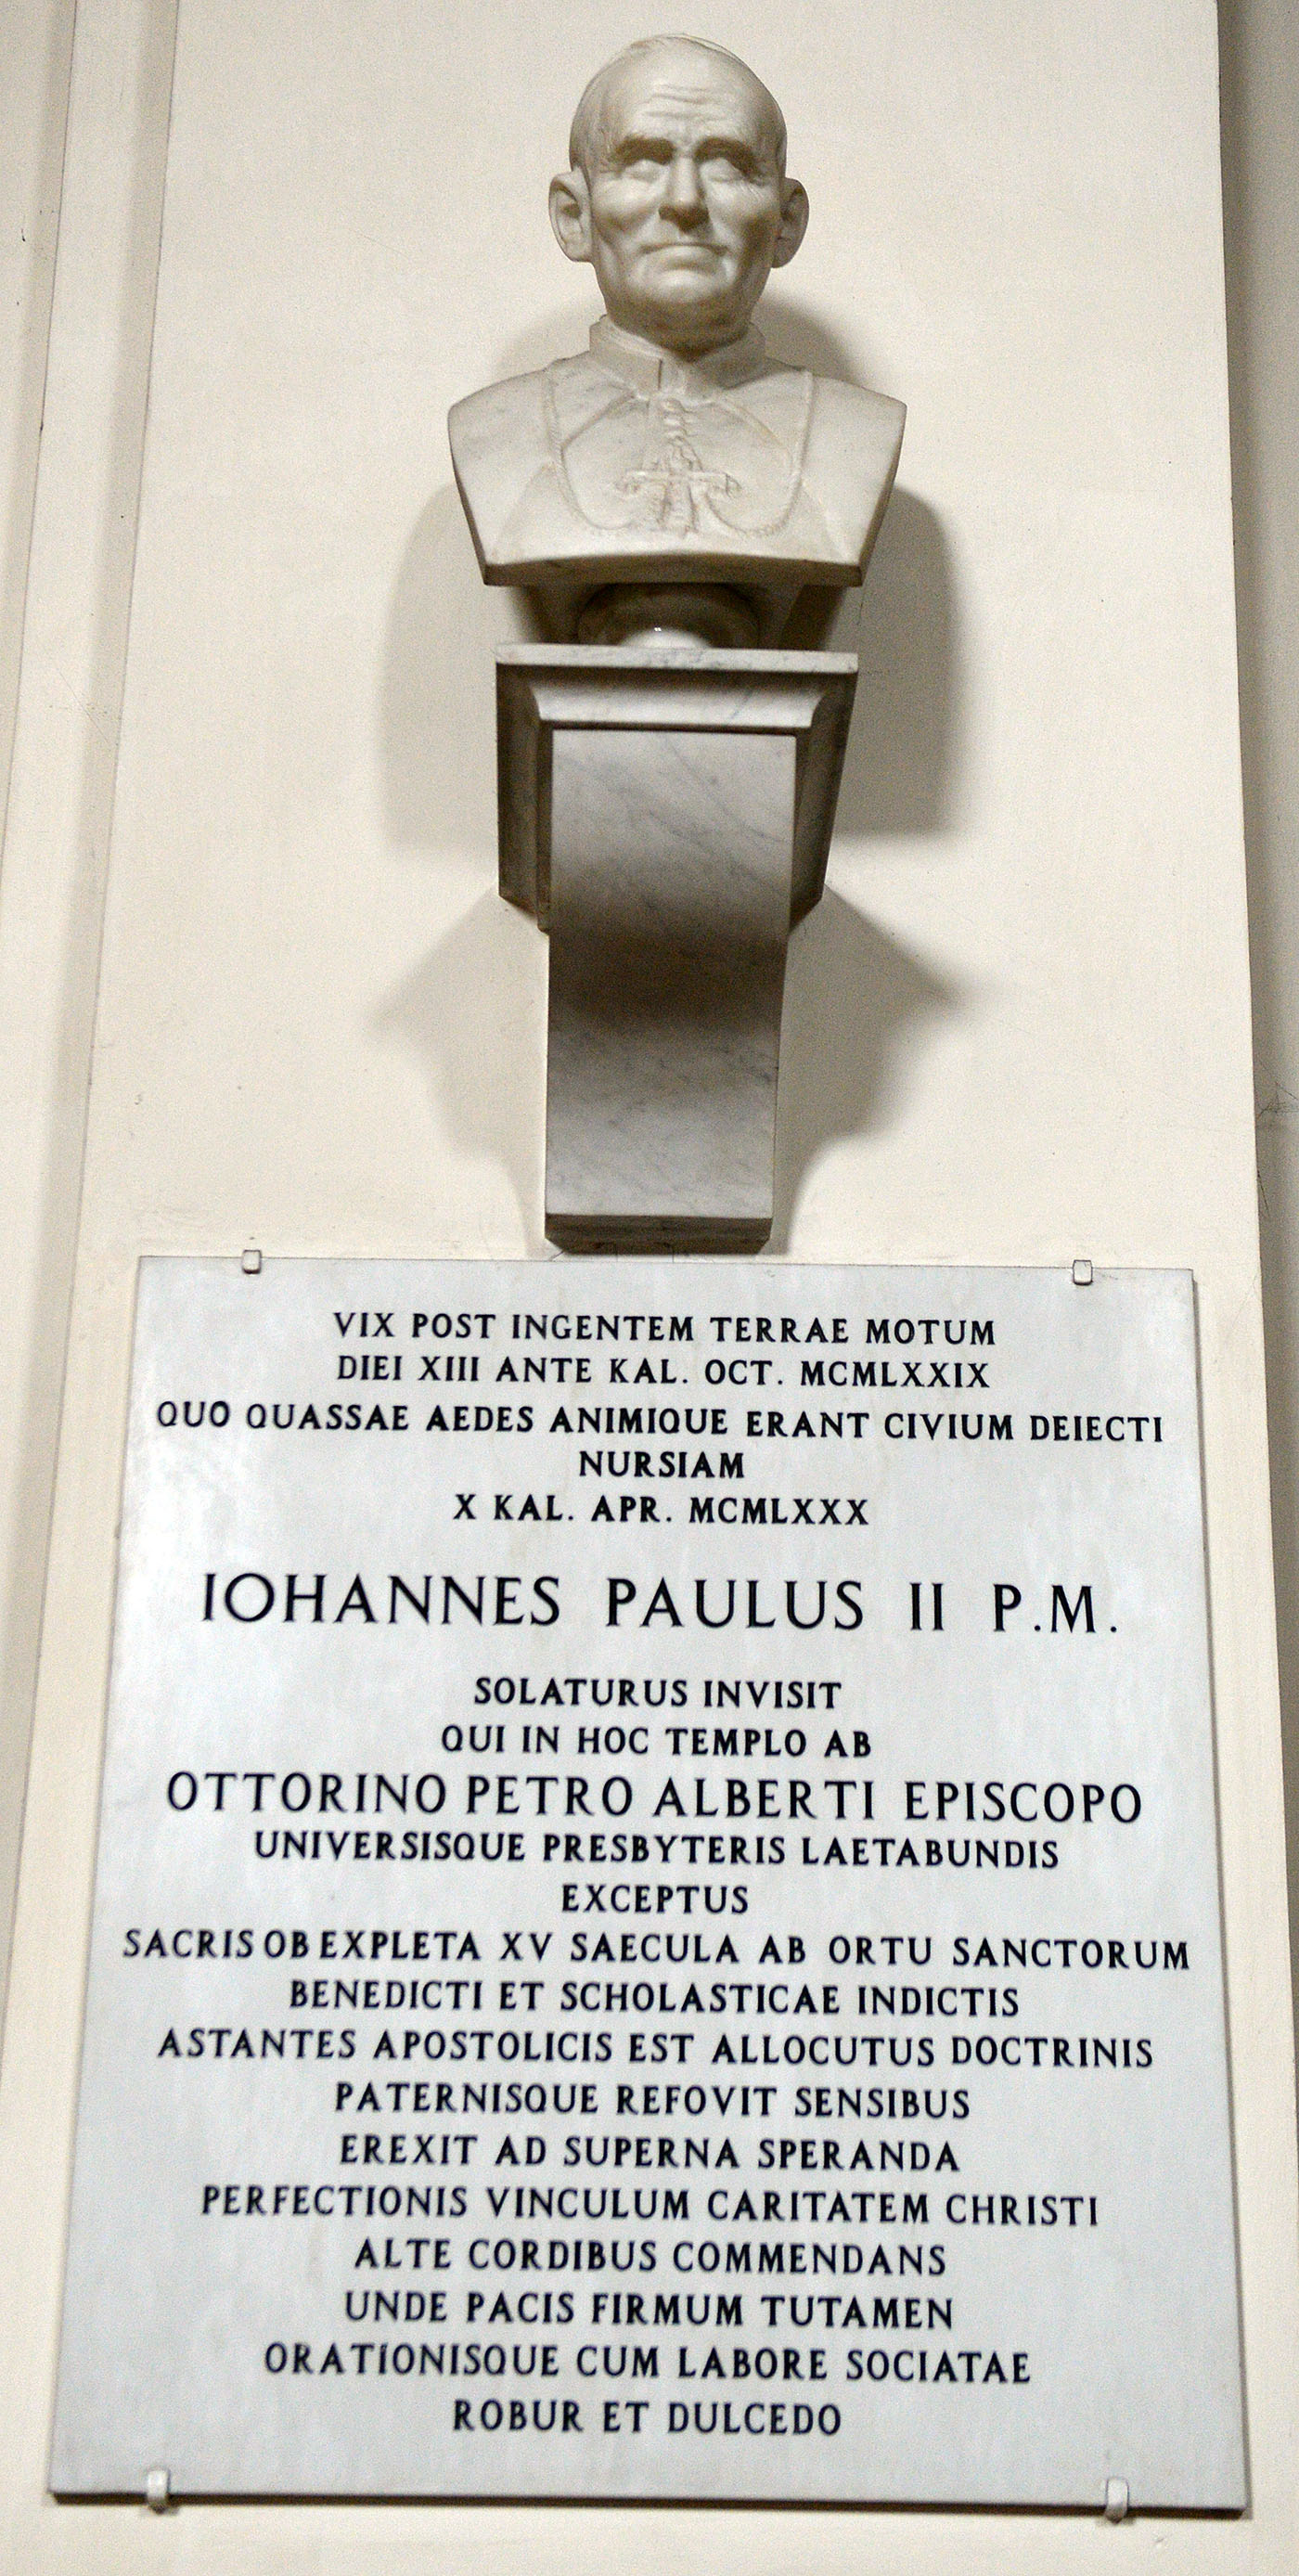 VIX POST INGENTEM TERRAE MOTUM
DIEI XIII ANTE KAL. OCT. MCMLXXIX
QUO QUASSAE AEDES ANIMIQUE ERANT CIVIUM DEIECTI
NURSIAM
X KAL. APR. MCMLXXX
IOHANNES PAULUS II P.M.
SOLATURUS INVISIT
QUI IN HOC TEMPLO AB
OTTORINO PETRO ALBERTI EPISCOPO
UNIVERSISQUE PRESBYTERIS LAETABUNDIS
EXCEPTUS
SACRIS OB EXPLETA XV SAECULA AB ORTU SANCTORUM
BENEDICTI ET SCHOLASTICAE INDICTIS
ASTANTES APOSTOLICIS EST ALLOCUTUS DOCTRINIS
PATERNISQUE REFOVIT SENSIBUS
EREXIT AD SUPERNA SPERANDA
PERFECTIONIS VINCULUM CARITATEM CHRISTI
ALTE CORDIBUS COMMENDANS
UNDE PACIS FIRMUM TUTAMEN
ORATIONISQUE CUM LABORE SOCIATAE
ROBUR ET DULCEDO